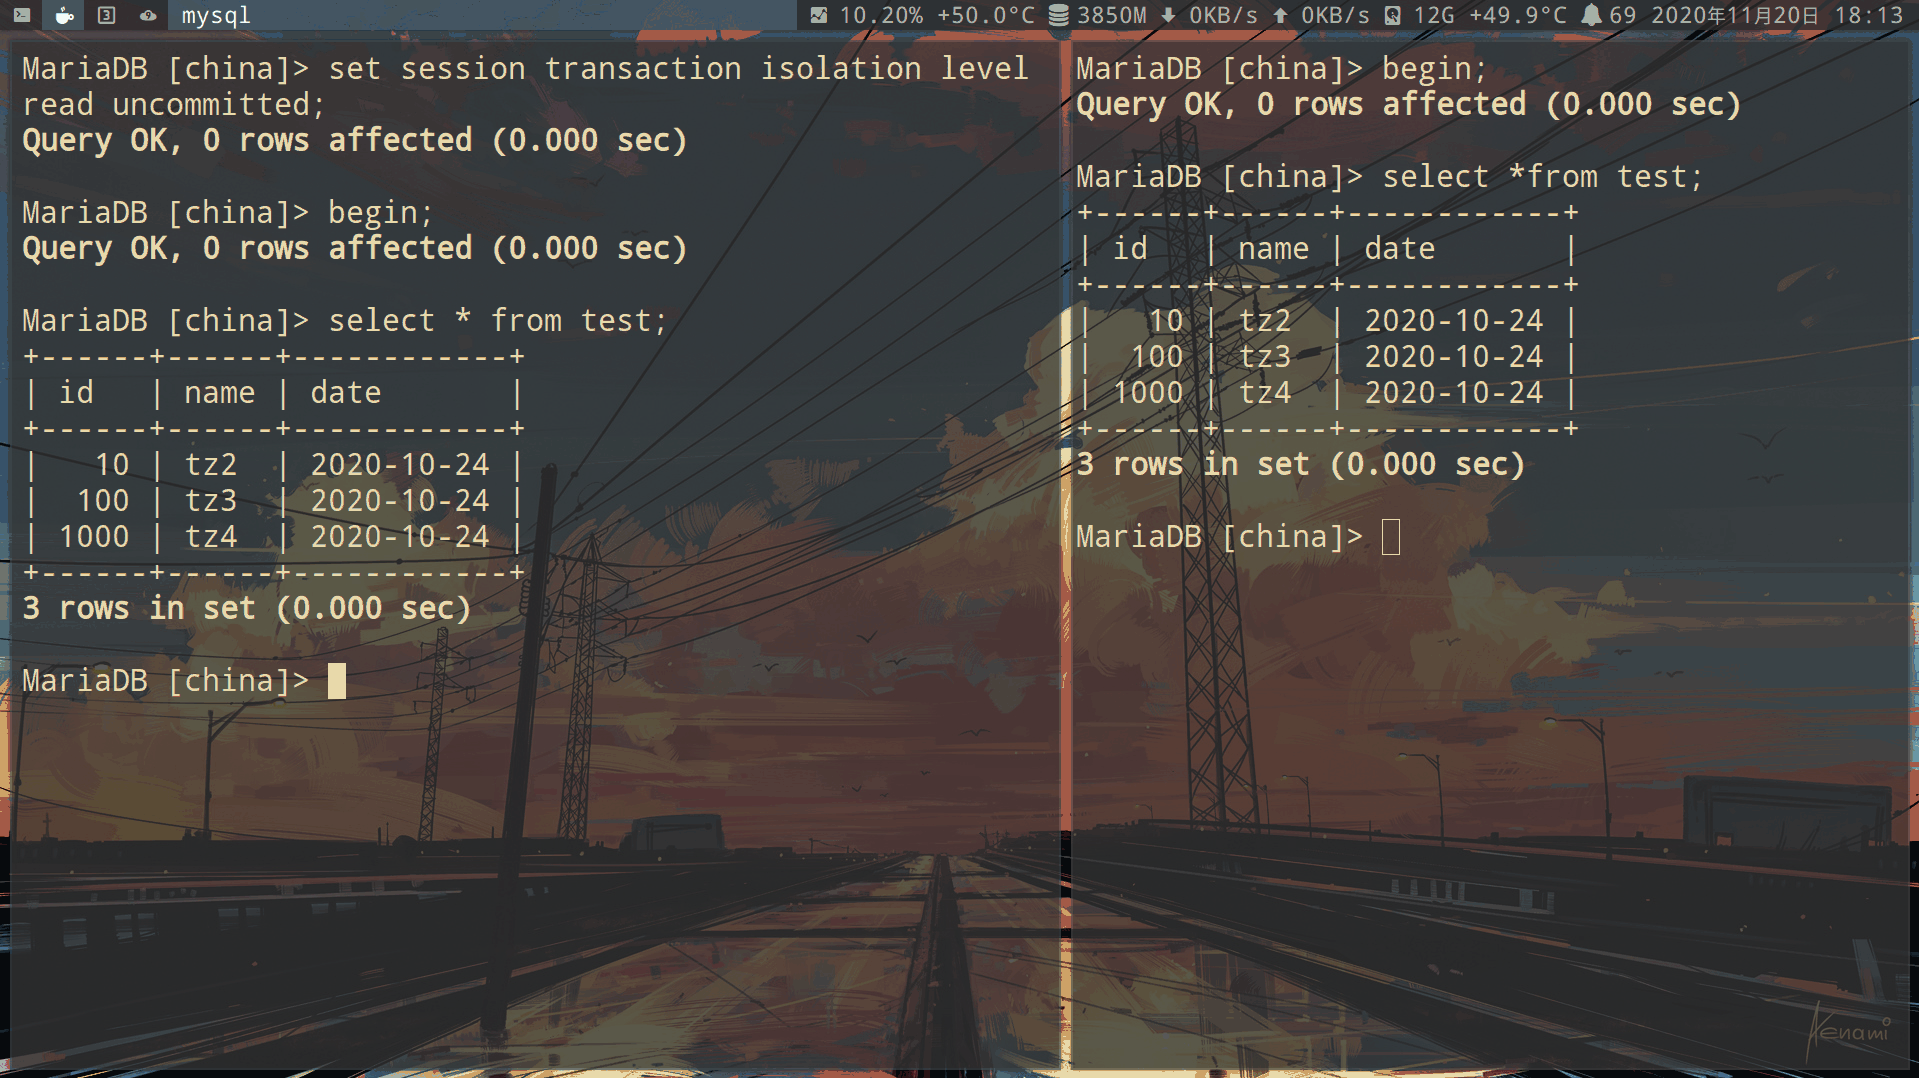 mysql
10.20% +50.0°C 3850M 0KB/s 0KB/s 12G +49.9°C 69 2020年11月20日 18:13
MariaDB [china]> set session transaction isolation level
read uncommitted;
Query OK, 0 rows affected (0.000 sec)
MariaDB [china]> begin;
Query OK, 0 rows affected (0.000 sec)
MariaDB [china]> select * from test;
+------+------+------------+
| id   | name | date       |
+------+------+------------+
|   10 | tz2  | 2020-10-24 |
|  100 | tz3  | 2020-10-24 |
| 1000 | tz4  | 2020-10-24 |
+------+------+------------+
3 rows in set (0.000 sec)
MariaDB [china]>
MariaDB [china]> begin;
Query OK, 0 rows affected (0.000 sec)
MariaDB [china]> select *from test;
+------+------+------------+
| id   | name | date       |
+------+------+------------+
|   10 | tz2  | 2020-10-24 |
|  100 | tz3  | 2020-10-24 |
| 1000 | tz4  | 2020-10-24 |
+------+------+------------+
3 rows in set (0.000 sec)
MariaDB [china]>
Aenami